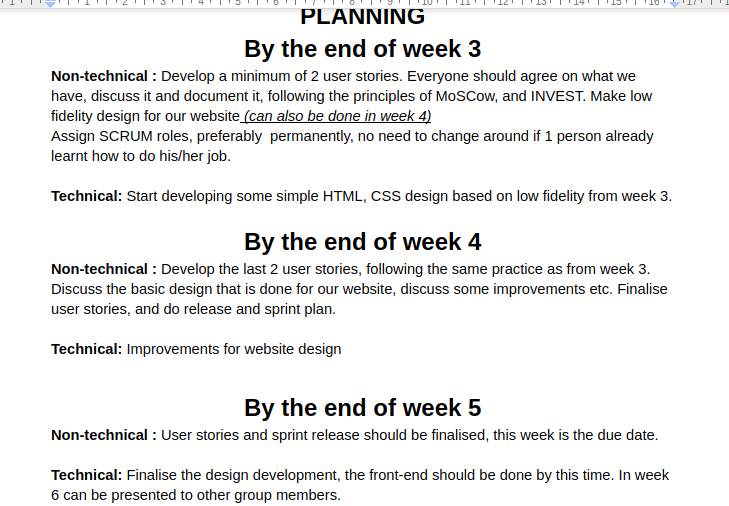 1 1 2 3 4 5 6 7 8 9 10 11 12 13 14 15 16 17
PLANNING
By the end of week 3
Non-technical : Develop a minimum of 2 user stories. Everyone should agree on what we
have, discuss it and document it, following the principles of MoSCow, and INVEST. Make low
fidelity design for our website (can also be done in week 4)
Assign SCRUM roles, preferably  permanently, no need to change around if 1 person already
learnt how to do his/her job.
Technical: Start developing some simple HTML, CSS design based on low fidelity from week 3.
By the end of week 4
Non-technical : Develop the last 2 user stories, following the same practice as from week 3.
Discuss the basic design that is done for our website, discuss some improvements etc. Finalise
user stories, and do release and sprint plan.
Technical: Improvements for website design
By the end of week 5
Non-technical : User stories and sprint release should be finalised, this week is the due date.
Technical: Finalise the design development, the front-end should be done by this time. In week
6 can be presented to other group members.